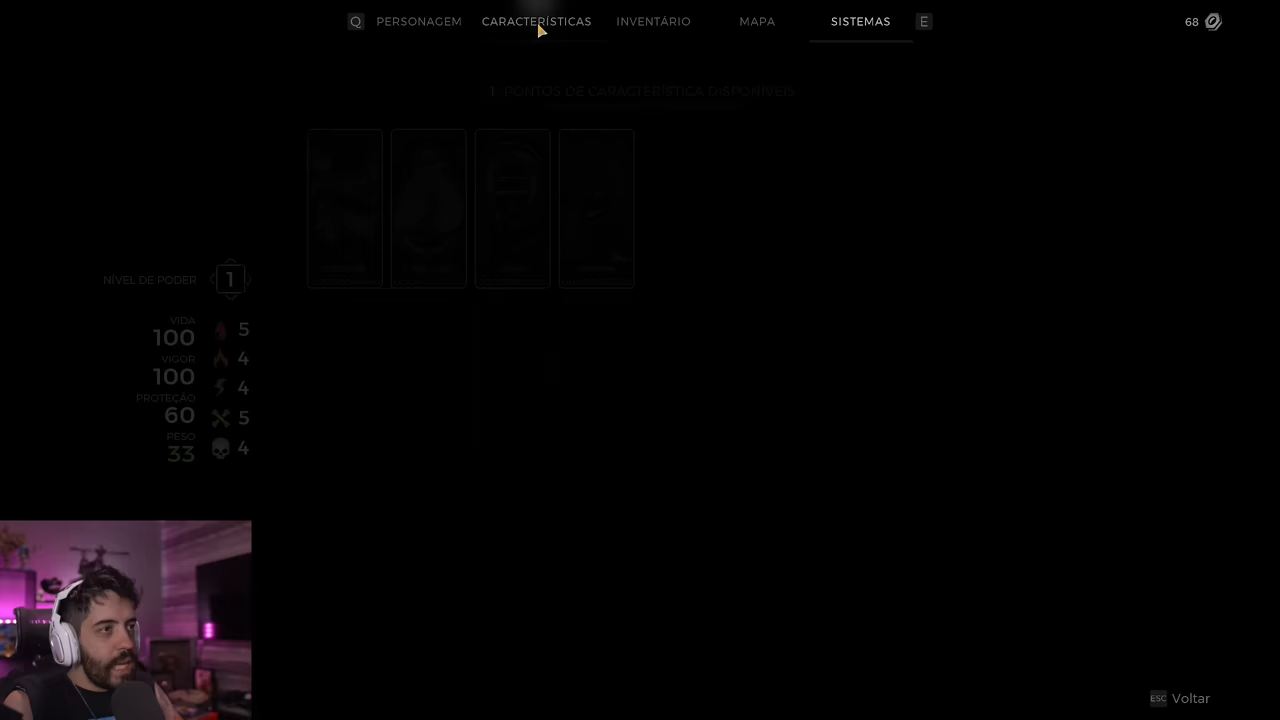 Q PERSONAGEM CARACTERÍSTICAS INVENTÁRIO MAPA SISTEMAS E 68
1 PONTOS DE CARACTERÍSTICA DISPONÍVEIS
NÍVEL DE PODER 1
VIDA
100
5
VIGOR
100
4
4
PROTEÇÃO
60
5
PESO
33
4
ESC Voltar